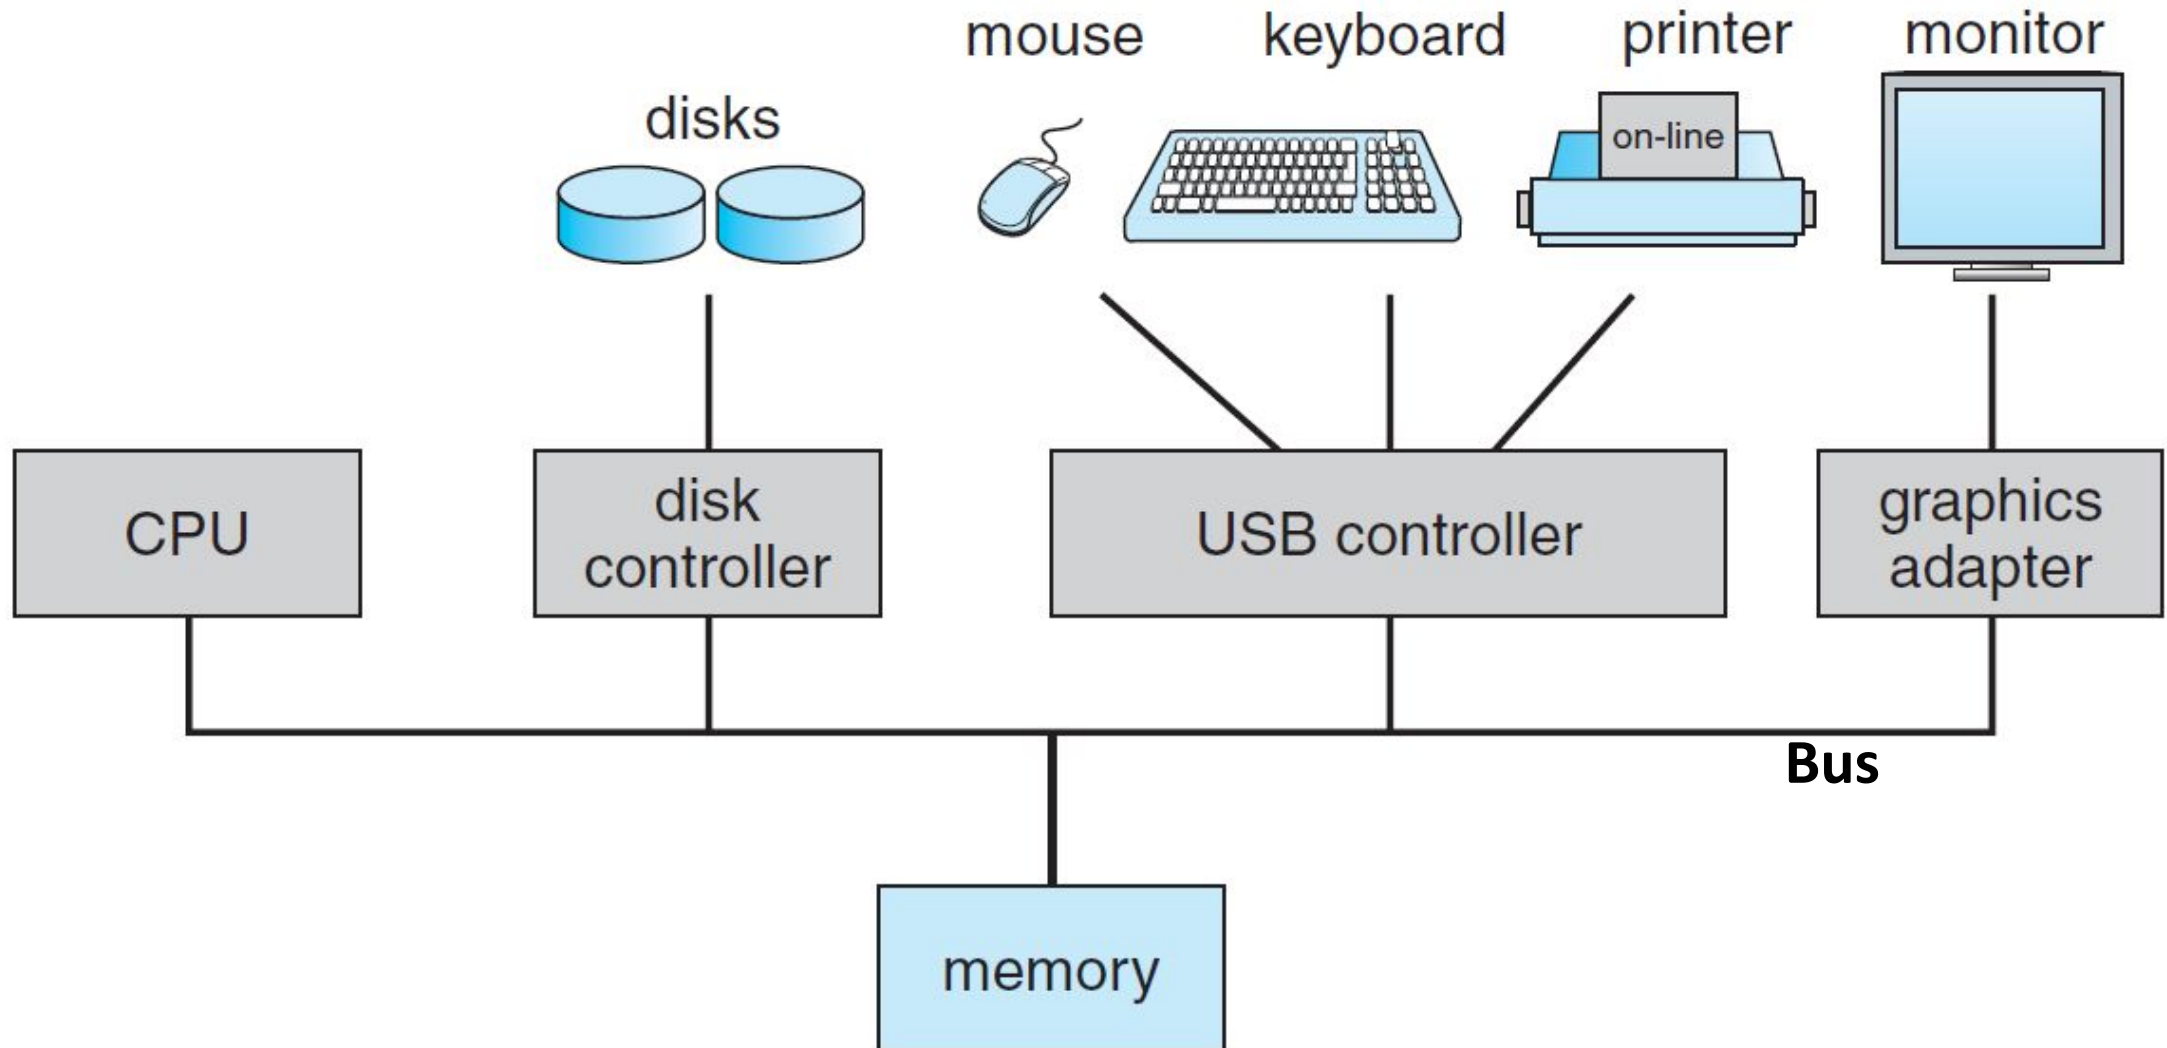 mouse
keyboard
printer
monitor
disks
on-line
CPU
disk
controller
USB controller
graphics
adapter
Bus
memory